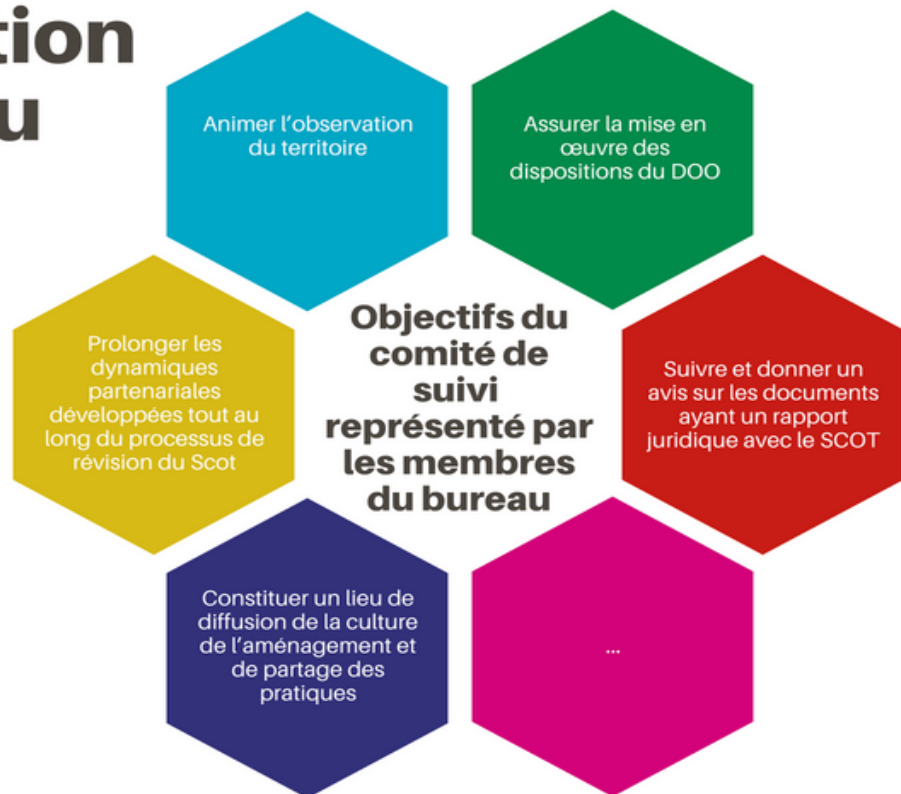 tion
u
Animer l'observation
du territoire
Assurer la mise en
œuvre des
dispositions du DOO
Prolonger les
dynamiques
partenariales
développées tout au
long du processus de
révision du Scot
Objectifs du
comité de
suivi
représenté par
les membres
du bureau
Suivre et donner un
avis sur les documents
ayant un rapport
juridique avec le SCOT
Constituer un lieu de
diffusion de la culture
de l'aménagement et
de partage des
pratiques
...